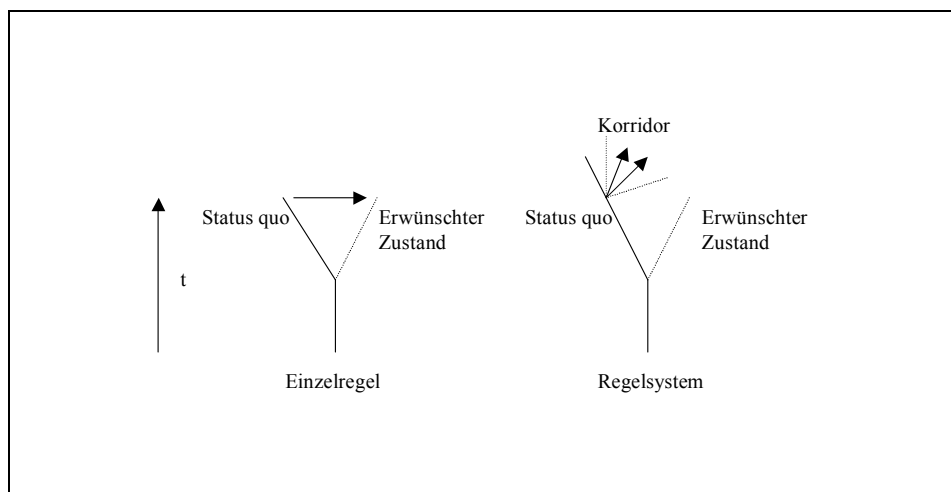 Korridor
Status quo
Erwünschter
Zustand
Status quo
Erwünschter
Zustand
t
Einzelregel
Regelsystem